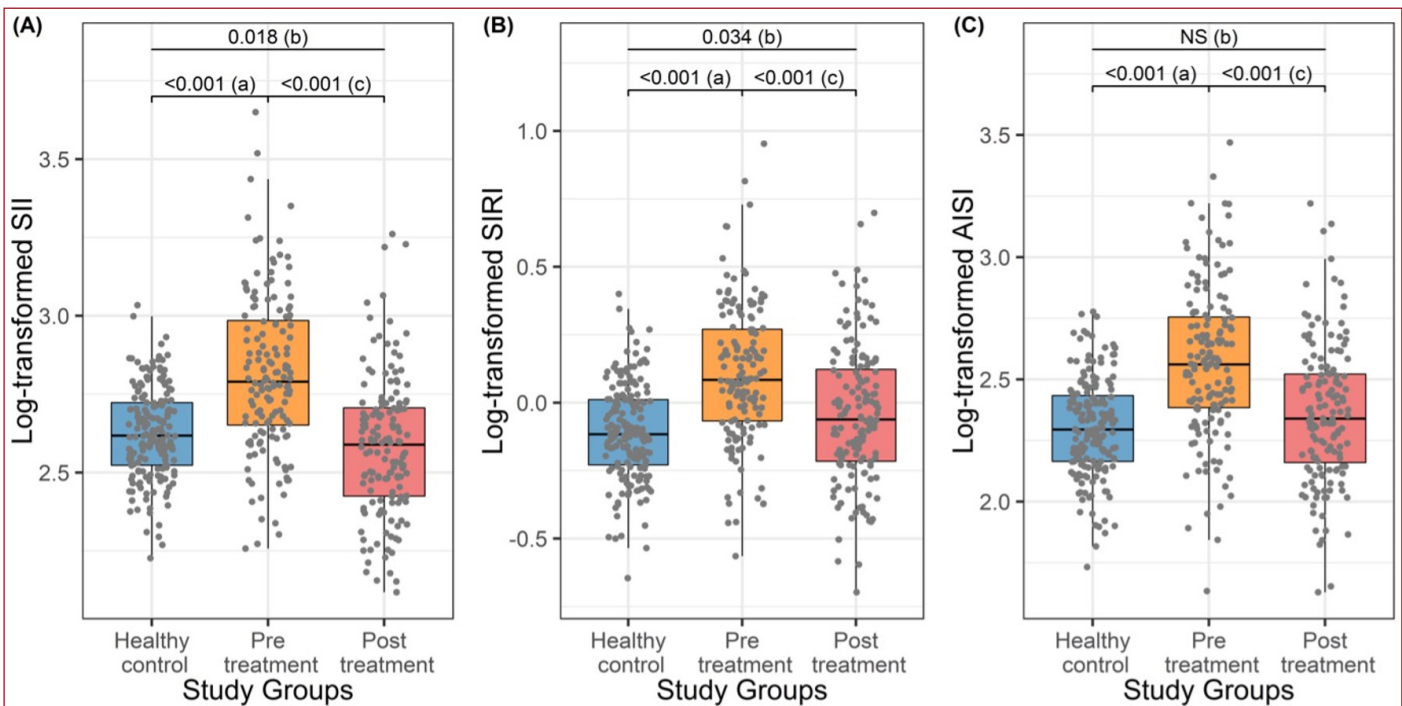 (A)
0.018 (b)
<0.001 (a)
<0.001 (c)
Log-transformed SII
3.5
3.0
2.5
Healthy control
Pre treatment
Post treatment
Study Groups
(B)
0.034 (b)
<0.001 (a)
<0.001 (c)
Log-transformed SIRI
1.0
0.5
0.0
-0.5
Healthy control
Pre treatment
Post treatment
Study Groups
(C)
NS (b)
<0.001 (a)
<0.001 (c)
Log-transformed AISI
3.5
3.0
2.5
2.0
Healthy control
Pre treatment
Post treatment
Study Groups